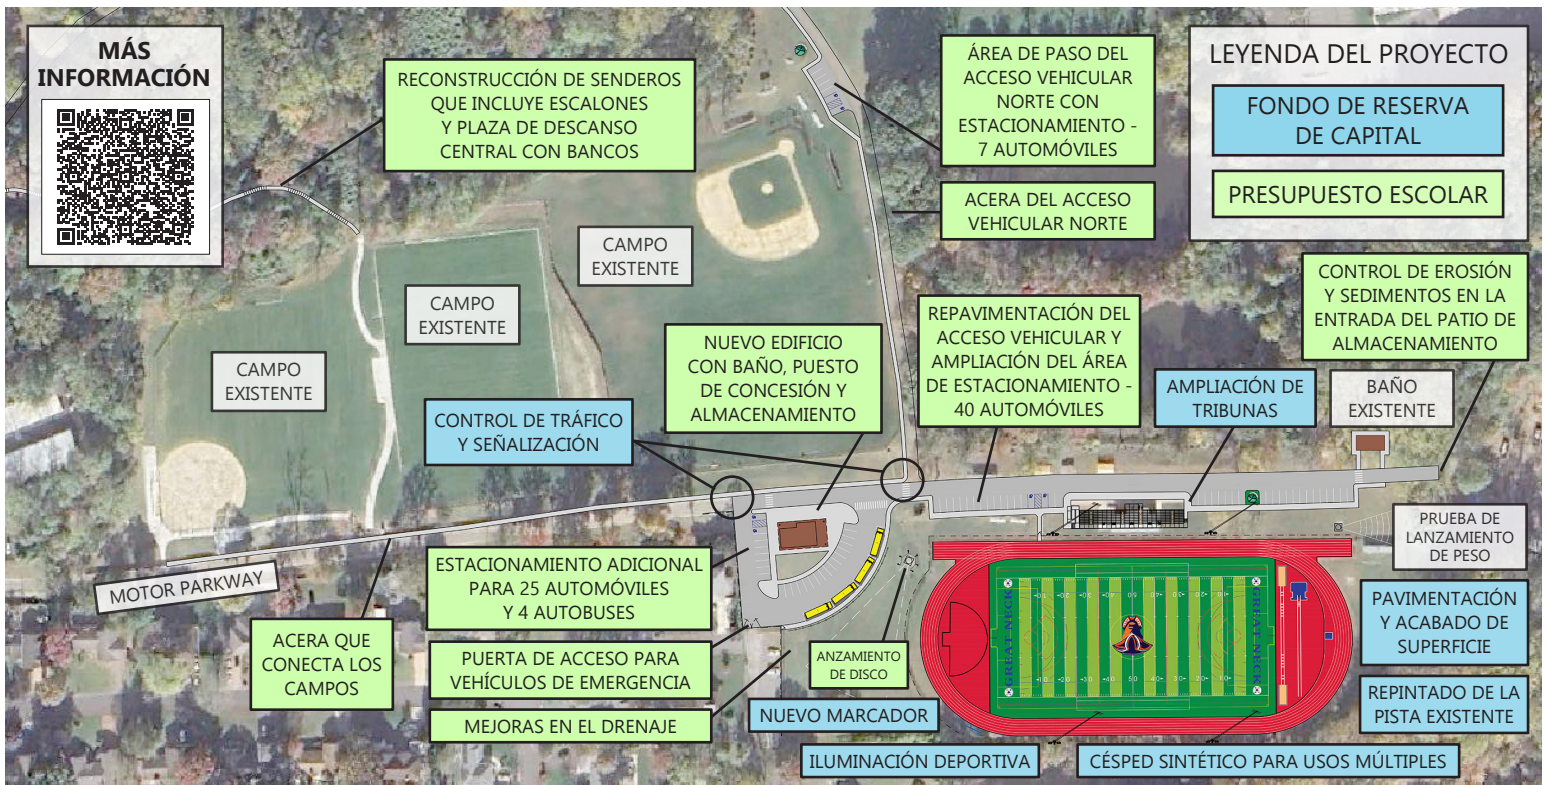 MÁS
INFORMACIÓN
RECONSTRUCCIÓN DE SENDEROS
QUE INCLUYE ESCALONES
Y PLAZA DE DESCANSO
CENTRAL CON BANCOS
ÁREA DE PASO DEL
ACCESO VEHICULAR
NORTE CON
ESTACIONAMIENTO -
7 AUTOMÓVILES
LEYENDA DEL PROYECTO
FONDO DE RESERVA
DE CAPITAL
PRESUPUESTO ESCOLAR
ACERA DEL ACCESO
VEHICULAR NORTE
CAMPO
EXISTENTE
CAMPO
EXISTENTE
CAMPO
EXISTENTE
CONTROL DE EROSIÓN
Y SEDIMENTOS EN LA
ENTRADA DEL PATIO DE
ALMACENAMIENTO
NUEVO EDIFICIO
CON BAÑO, PUESTO
DE CONCESIÓN Y
ALMACENAMIENTO
REPAVIMENTACIÓN DEL
ACCESO VEHICULAR Y
AMPLIACIÓN DEL ÁREA
DE ESTACIONAMIENTO -
40 AUTOMÓVILES
AMPLIACIÓN DE
TRIBUNAS
BAÑO
EXISTENTE
CONTROL DE TRÁFICO
Y SEÑALIZACIÓN
PRUEBA DE
LANZAMIENTO
DE PESO
MOTOR PARKWAY
ESTACIONAMIENTO ADICIONAL
PARA 25 AUTOMÓVILES
Y 4 AUTOBUSES
ACERA QUE
CONECTA LOS
CAMPOS
PUERTA DE ACCESO PARA
VEHÍCULOS DE EMERGENCIA
ANZAMIENTO
DE DISCO
GREAT NECK
GREAT NECK
PAVIMENTACIÓN
Y ACABADO DE
SUPERFICIE
MEJORAS EN EL DRENAJE
NUEVO MARCADOR
REPINTADO DE LA
PISTA EXISTENTE
ILUMINACIÓN DEPORTIVA
CÉSPED SINTÉTICO PARA USOS MÚLTIPLES